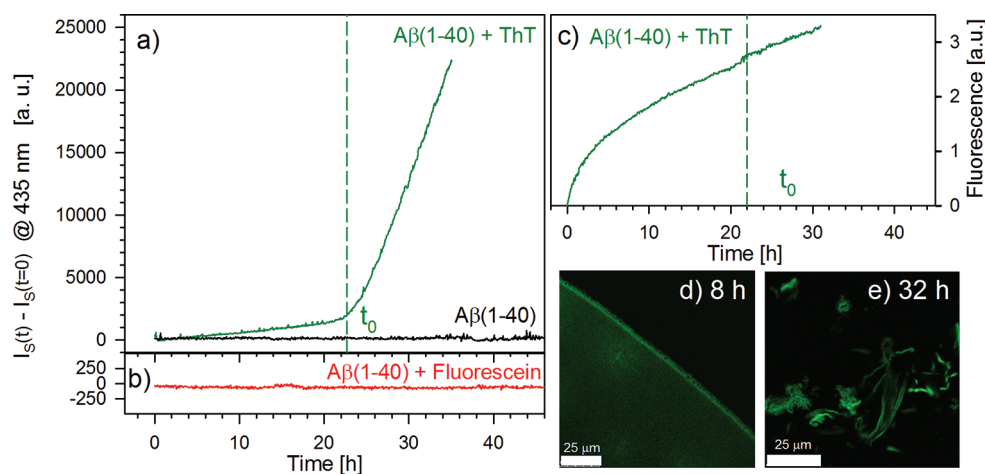 a)
Aβ(1-40) + ThT
25000
20000
15000
10000
5000
0
I_S(t) - I_S(t=0) @ 435 nm [a. u.]
t₀
Aβ(1-40)
b)
Aβ(1-40) + Fluorescein
250
0
-250
0 10 20 30 40
Time [h]
c)
Aβ(1-40) + ThT
3
2
1
0
Fluorescence [a.u.]
t₀
0 10 20 30 40
Time [h]
d) 8 h
25 μm
e) 32 h
25 μm